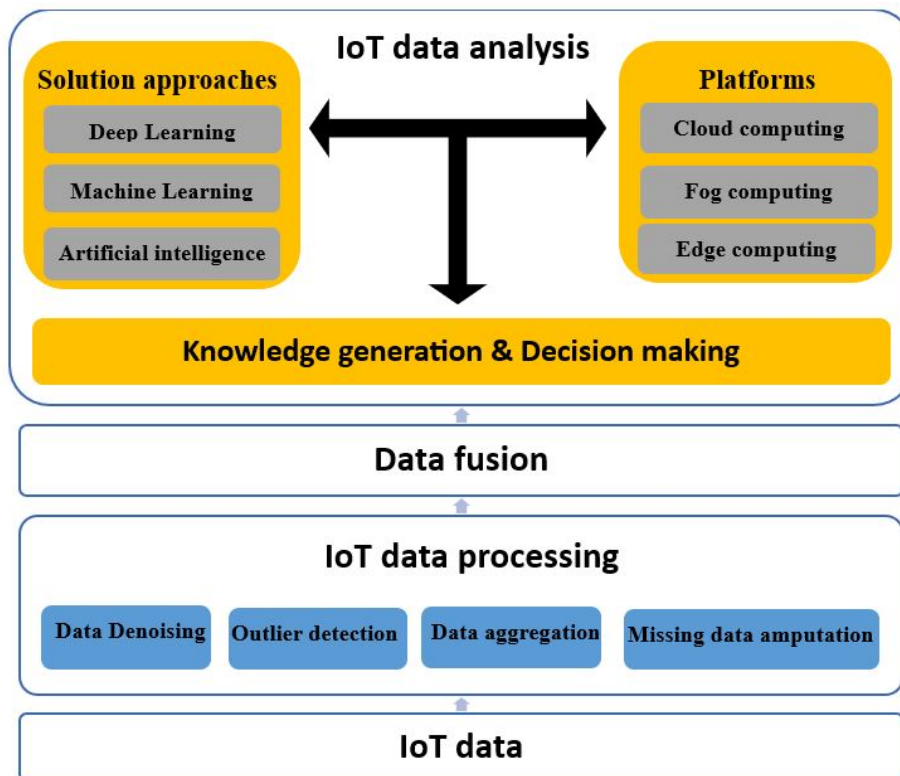 IoT data analysis
Solution approaches
Deep Learning
Machine Learning
Artificial intelligence
Platforms
Cloud computing
Fog computing
Edge computing
Knowledge generation & Decision making
Data fusion
IoT data processing
Data Denoising
Outlier detection
Data aggregation
Missing data amputation
IoT data